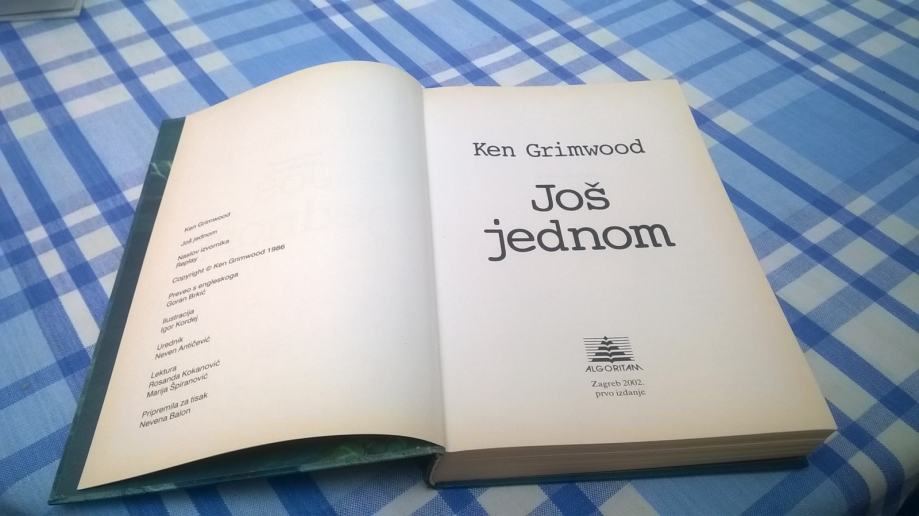 Ken Grimwood
Još jednom
Naslov izvornika
Replay
Copyright © Ken Grimwood 1986
Preveo s engleskoga
Goran Brkić
Ilustracija
Igor Kordej
Urednik
Neven Antičević
Lektura
Rosanda Kokanović
Marija Špiranović
Pripremila za tisak
Nevena Balon
Ken Grimwood
Još
jednom
ALGORITAM
Zagreb 2002.
prvo izdanje